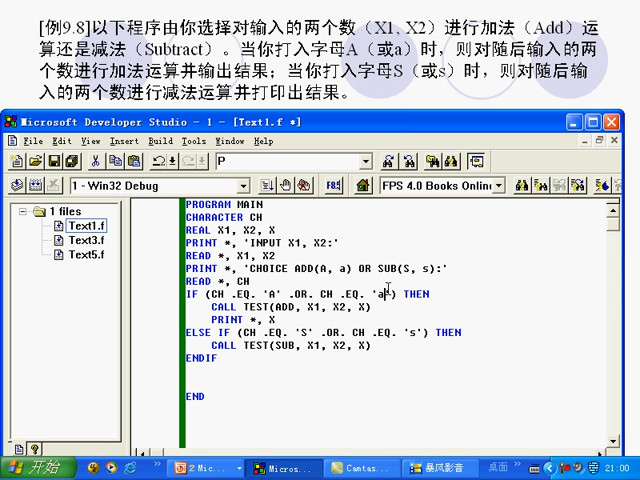 [例9.8]以下程序由你选择对输入的两个数（X1, X2）进行加法（Add）运
算还是减法（Subtract）。当你打入字母A（或a）时，则对随后输入的两
个数进行加法运算并输出结果；当你打入字母S（或s）时，则对随后输
入的两个数进行减法运算并打印出结果。
Microsoft Developer Studio - 1 - [Text1.f *]
File Edit View Insert Build Tools Window Help
P
1 - Win32 Debug
F8!
FPS 4.0 Books Onlin
1 files
Text1.f
Text3.f
Text5.f
PROGRAM MAIN
CHARACTER CH
REAL X1, X2, X
PRINT *, 'INPUT X1, X2:'
READ *, X1, X2
PRINT *, 'CHOICE ADD(A, a) OR SUB(S, s):'
READ *, CH
IF (CH .EQ. 'A' .OR. CH .EQ. 'a') THEN
CALL TEST(ADD, X1, X2, X)
PRINT *, X
ELSE IF (CH .EQ. 'S' .OR. CH .EQ. 's') THEN
CALL TEST(SUB, X1, X2, X)
ENDIF
END
开始
2 Mic...
Micros...
Camtas...
暴风影音
桌面
21:00